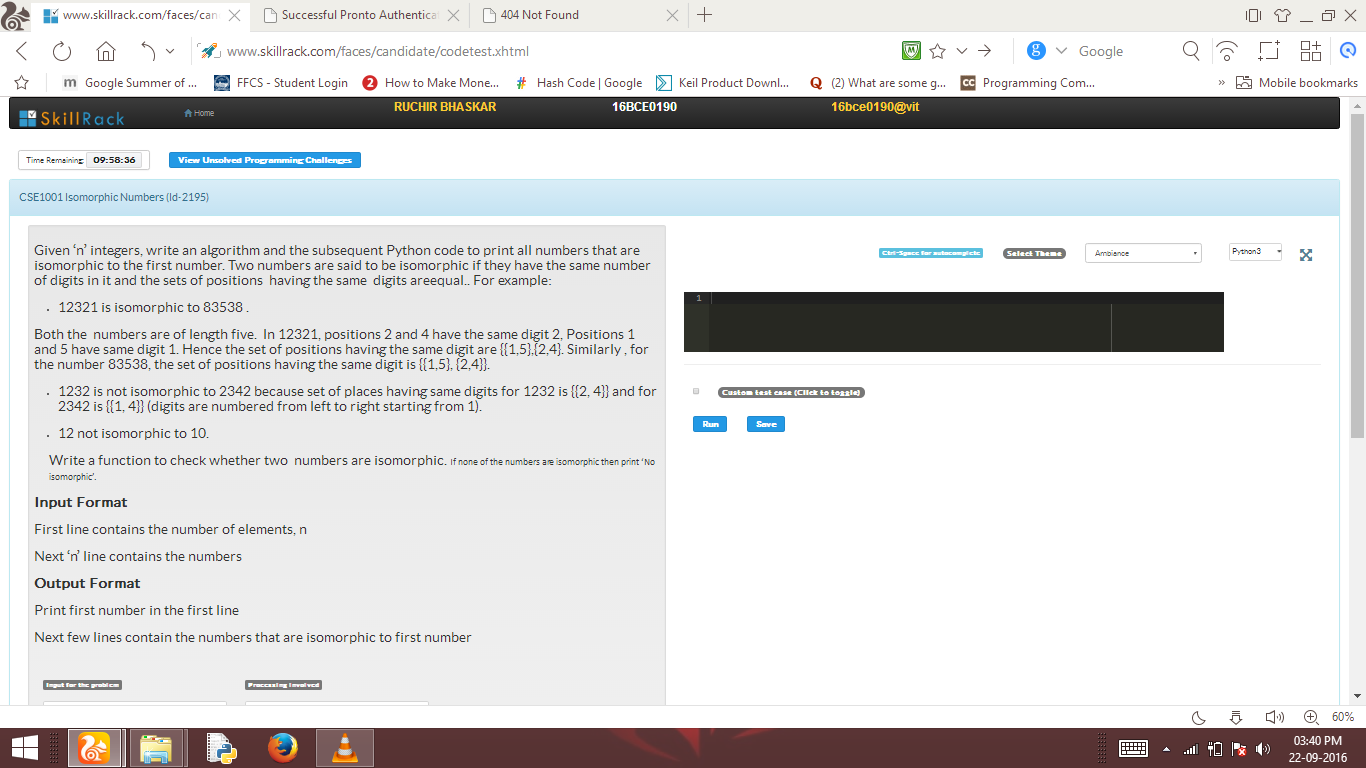 www.skillrack.com/faces/can
Successful Pronto Authentica
404 Not Found
www.skillrack.com/faces/candidate/codetest.xhtml
Google
Google Summer of ...
FFCS - Student Login
How to Make Mone...
Hash Code | Google
Keil Product Downl...
(2) What are some g...
Programming Com...
Mobile bookmarks
SkillRack
Home
RUCHIR BHASKAR
16BCE0190
16bce0190@vit
Time Remaining: 09:58:36
View Unsolved Programming Challenges
CSE1001 Isomorphic Numbers (Id-2195)
Given ‘n’ integers, write an algorithm and the subsequent Python code to print all numbers that are
isomorphic to the first number. Two numbers are said to be isomorphic if they have the same number
of digits in it and the sets of positions having the same digits areequal.. For example:
12321 is isomorphic to 83538 .
Both the numbers are of length five. In 12321, positions 2 and 4 have the same digit 2, Positions 1
and 5 have same digit 1. Hence the set of positions having the same digit are {{1,5},{2,4}. Similarly , for
the number 83538, the set of positions having the same digit is {{1,5}, {2,4}}.
1232 is not isomorphic to 2342 because set of places having same digits for 1232 is {{2, 4}} and for
2342 is {{1, 4}} (digits are numbered from left to right starting from 1).
12 not isomorphic to 10.
Write a function to check whether two numbers are isomorphic. If none of the numbers are isomorphic then print ‘No
isomorphic’.
Input Format
First line contains the number of elements, n
Next ‘n’ line contains the numbers
Output Format
Print first number in the first line
Next few lines contain the numbers that are isomorphic to first number
Input for the problem
Processing Involved
Ctrl-Space for autocomplete
Select Theme
Ambiance
Python3
1
Custom test case (Click to toggle)
Run
Save
60%
03:40 PM
22-09-2016